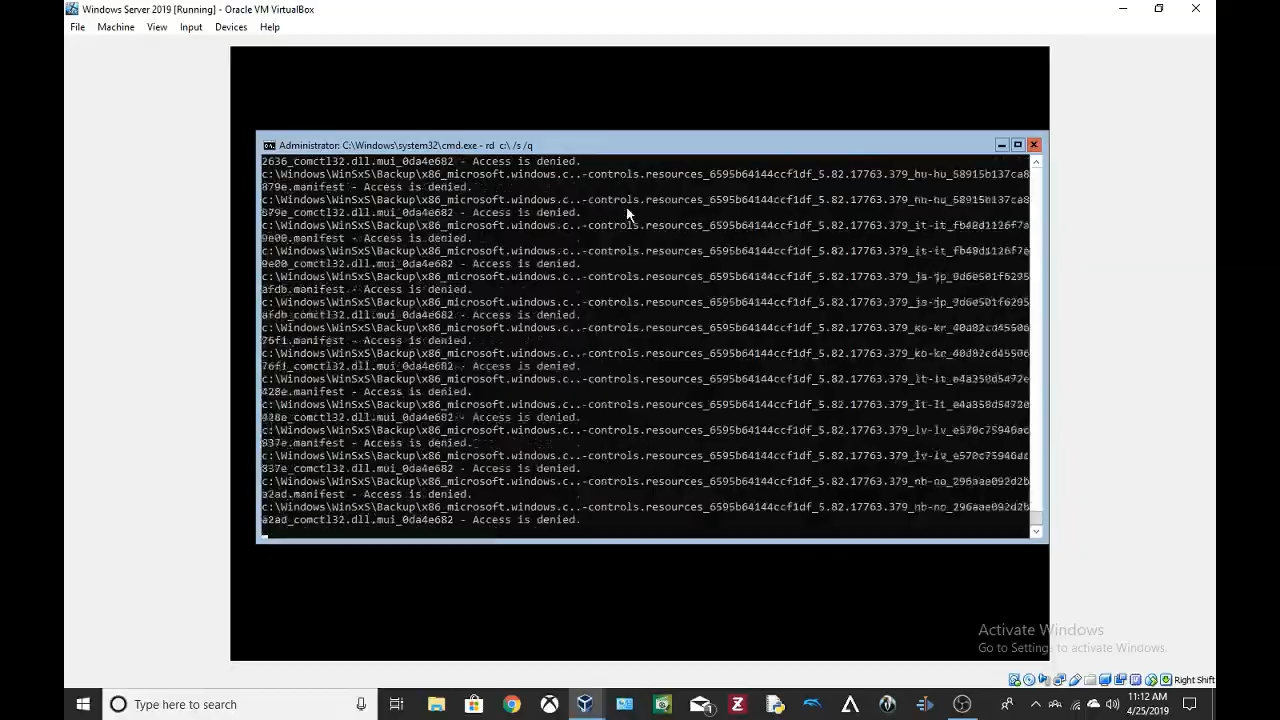 Windows Server 2019 [Running] - Oracle VM VirtualBox
File Machine View Input Devices Help
Administrator: C:\Windows\system32\cmd.exe - rd c:\ /s /q
2636_comctl32.dll.mui_0da4e682 - Access is denied.
c:\Windows\WinSxS\Backup\x86_microsoft.windows.c..-controls.resources_6595b64144ccf1df_5.82.17763.379_hu-hu_58915b137ca8
879e.manifest - Access is denied.
c:\Windows\WinSxS\Backup\x86_microsoft.windows.c..-controls.resources_6595b64144ccf1df_5.82.17763.379_hu-hu_58915b137ca8
879e_comctl32.dll.mui_0da4e682 - Access is denied.
c:\Windows\WinSxS\Backup\x86_microsoft.windows.c..-controls.resources_6595b64144ccf1df_5.82.17763.379_it-it_fb48d1126f7a
9e00.manifest - Access is denied.
c:\Windows\WinSxS\Backup\x86_microsoft.windows.c..-controls.resources_6595b64144ccf1df_5.82.17763.379_it-it_fb48d1126f7a
9e00_comctl32.dll.mui_0da4e682 - Access is denied.
c:\Windows\WinSxS\Backup\x86_microsoft.windows.c..-controls.resources_6595b64144ccf1df_5.82.17763.379_ja-jp_9d6e501f6295
afdb.manifest - Access is denied.
c:\Windows\WinSxS\Backup\x86_microsoft.windows.c..-controls.resources_6595b64144ccf1df_5.82.17763.379_ja-jp_9d6e501f6295
afdb_comctl32.dll.mui_0da4e682 - Access is denied.
c:\Windows\WinSxS\Backup\x86_microsoft.windows.c..-controls.resources_6595b64144ccf1df_5.82.17763.379_ko-kr_40d82cd45506
76f1.manifest - Access is denied.
c:\Windows\WinSxS\Backup\x86_microsoft.windows.c..-controls.resources_6595b64144ccf1df_5.82.17763.379_ko-kr_40d82cd45506
76f1_comctl32.dll.mui_0da4e682 - Access is denied.
c:\Windows\WinSxS\Backup\x86_microsoft.windows.c..-controls.resources_6595b64144ccf1df_5.82.17763.379_lt-lt_e4a358d5472e
428e.manifest - Access is denied.
c:\Windows\WinSxS\Backup\x86_microsoft.windows.c..-controls.resources_6595b64144ccf1df_5.82.17763.379_lt-lt_e4a358d5472e
428e_comctl32.dll.mui_0da4e682 - Access is denied.
c:\Windows\WinSxS\Backup\x86_microsoft.windows.c..-controls.resources_6595b64144ccf1df_5.82.17763.379_lv-lv_e570c75946ac
837e.manifest - Access is denied.
c:\Windows\WinSxS\Backup\x86_microsoft.windows.c..-controls.resources_6595b64144ccf1df_5.82.17763.379_lv-lv_e570c75946ac
837e_comctl32.dll.mui_0da4e682 - Access is denied.
c:\Windows\WinSxS\Backup\x86_microsoft.windows.c..-controls.resources_6595b64144ccf1df_5.82.17763.379_nb-no_296aae092d2b
a2ad.manifest - Access is denied.
c:\Windows\WinSxS\Backup\x86_microsoft.windows.c..-controls.resources_6595b64144ccf1df_5.82.17763.379_nb-no_296aae092d2b
a2ad_comctl32.dll.mui_0da4e682 - Access is denied.
Activate Windows
Go to Settings to activate Windows.
Right Shift
Type here to search
11:12 AM
4/25/2019